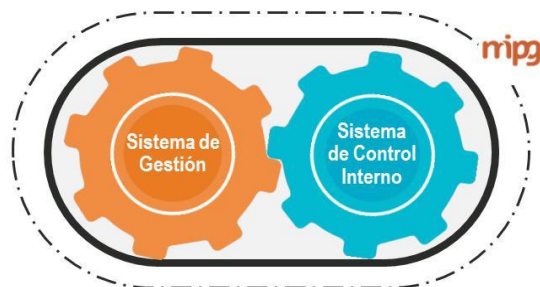 mipg
Sistema de
Gestión
Sistema
de Control
Interno